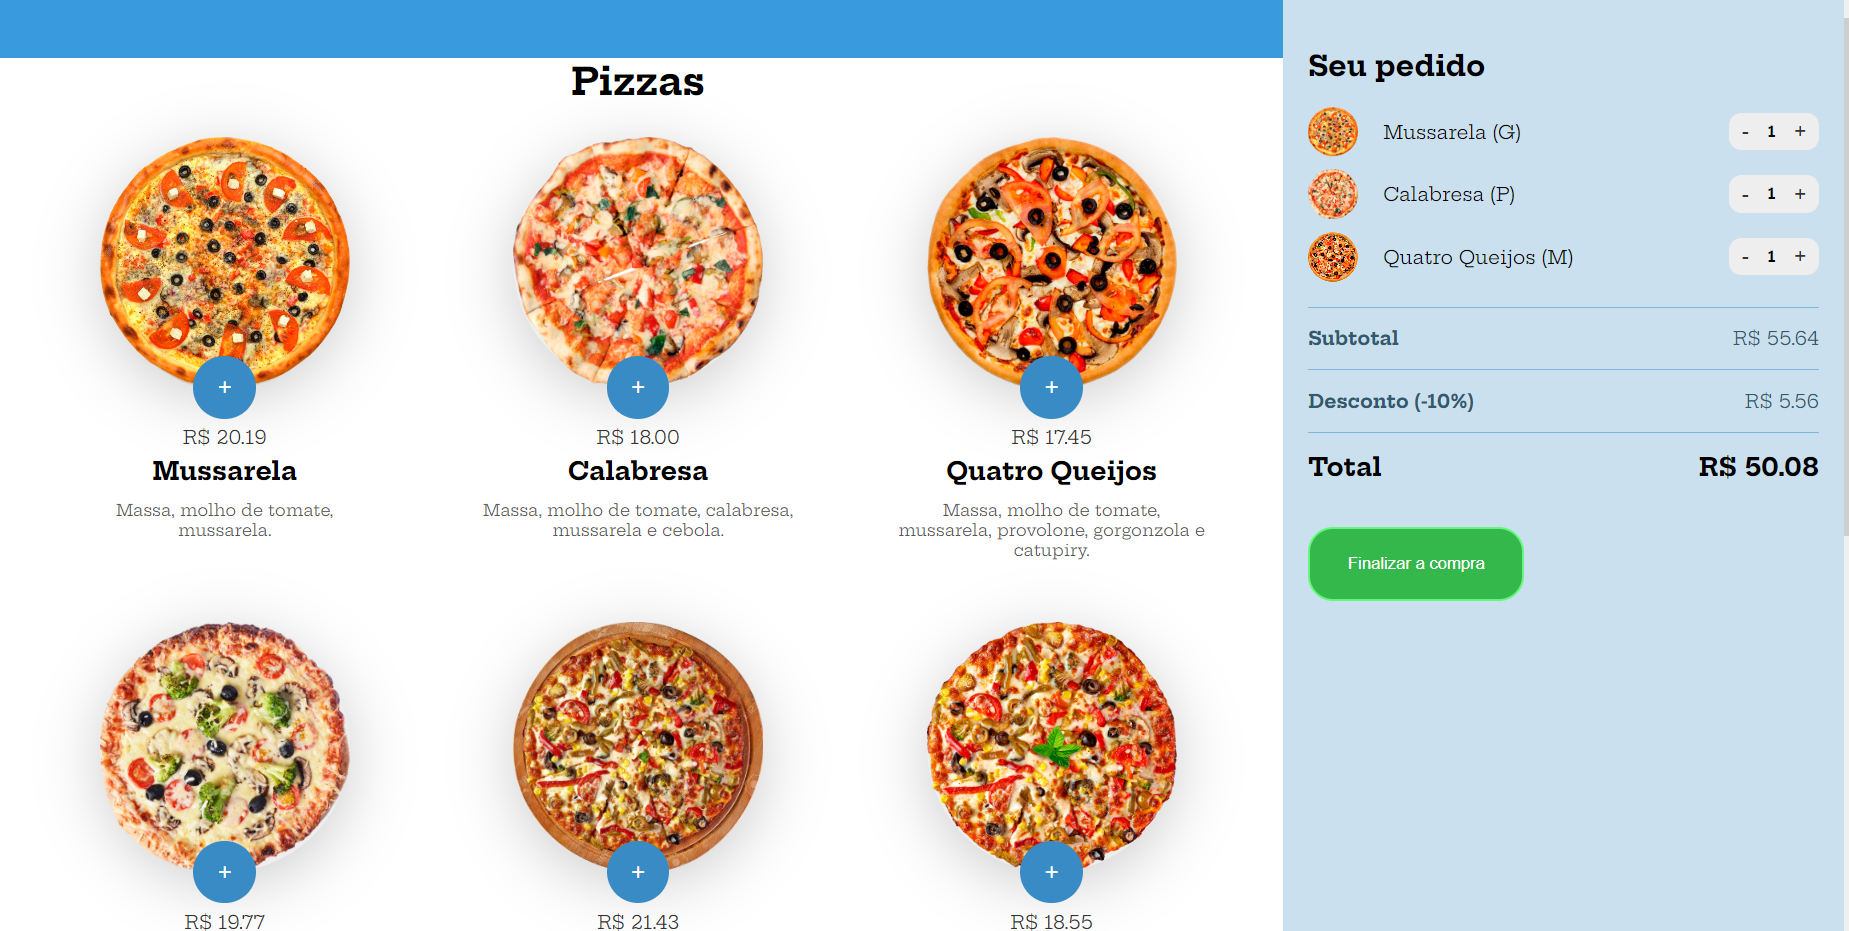 Pizzas
+
+
+
R$ 20.19
R$ 18.00
R$ 17.45
Mussarela
Calabresa
Quatro Queijos
Massa, molho de tomate,
mussarela.
Massa, molho de tomate, calabresa,
mussarela e cebola.
Massa, molho de tomate,
mussarela, provolone, gorgonzola e
catupiry.
+
+
+
R$ 19.77
R$ 21.43
R$ 18.55
Seu pedido
Mussarela (G) - 1 +
Calabresa (P) - 1 +
Quatro Queijos (M) - 1 +
Subtotal R$ 55.64
Desconto (-10%) R$ 5.56
Total R$ 50.08
Finalizar a compra